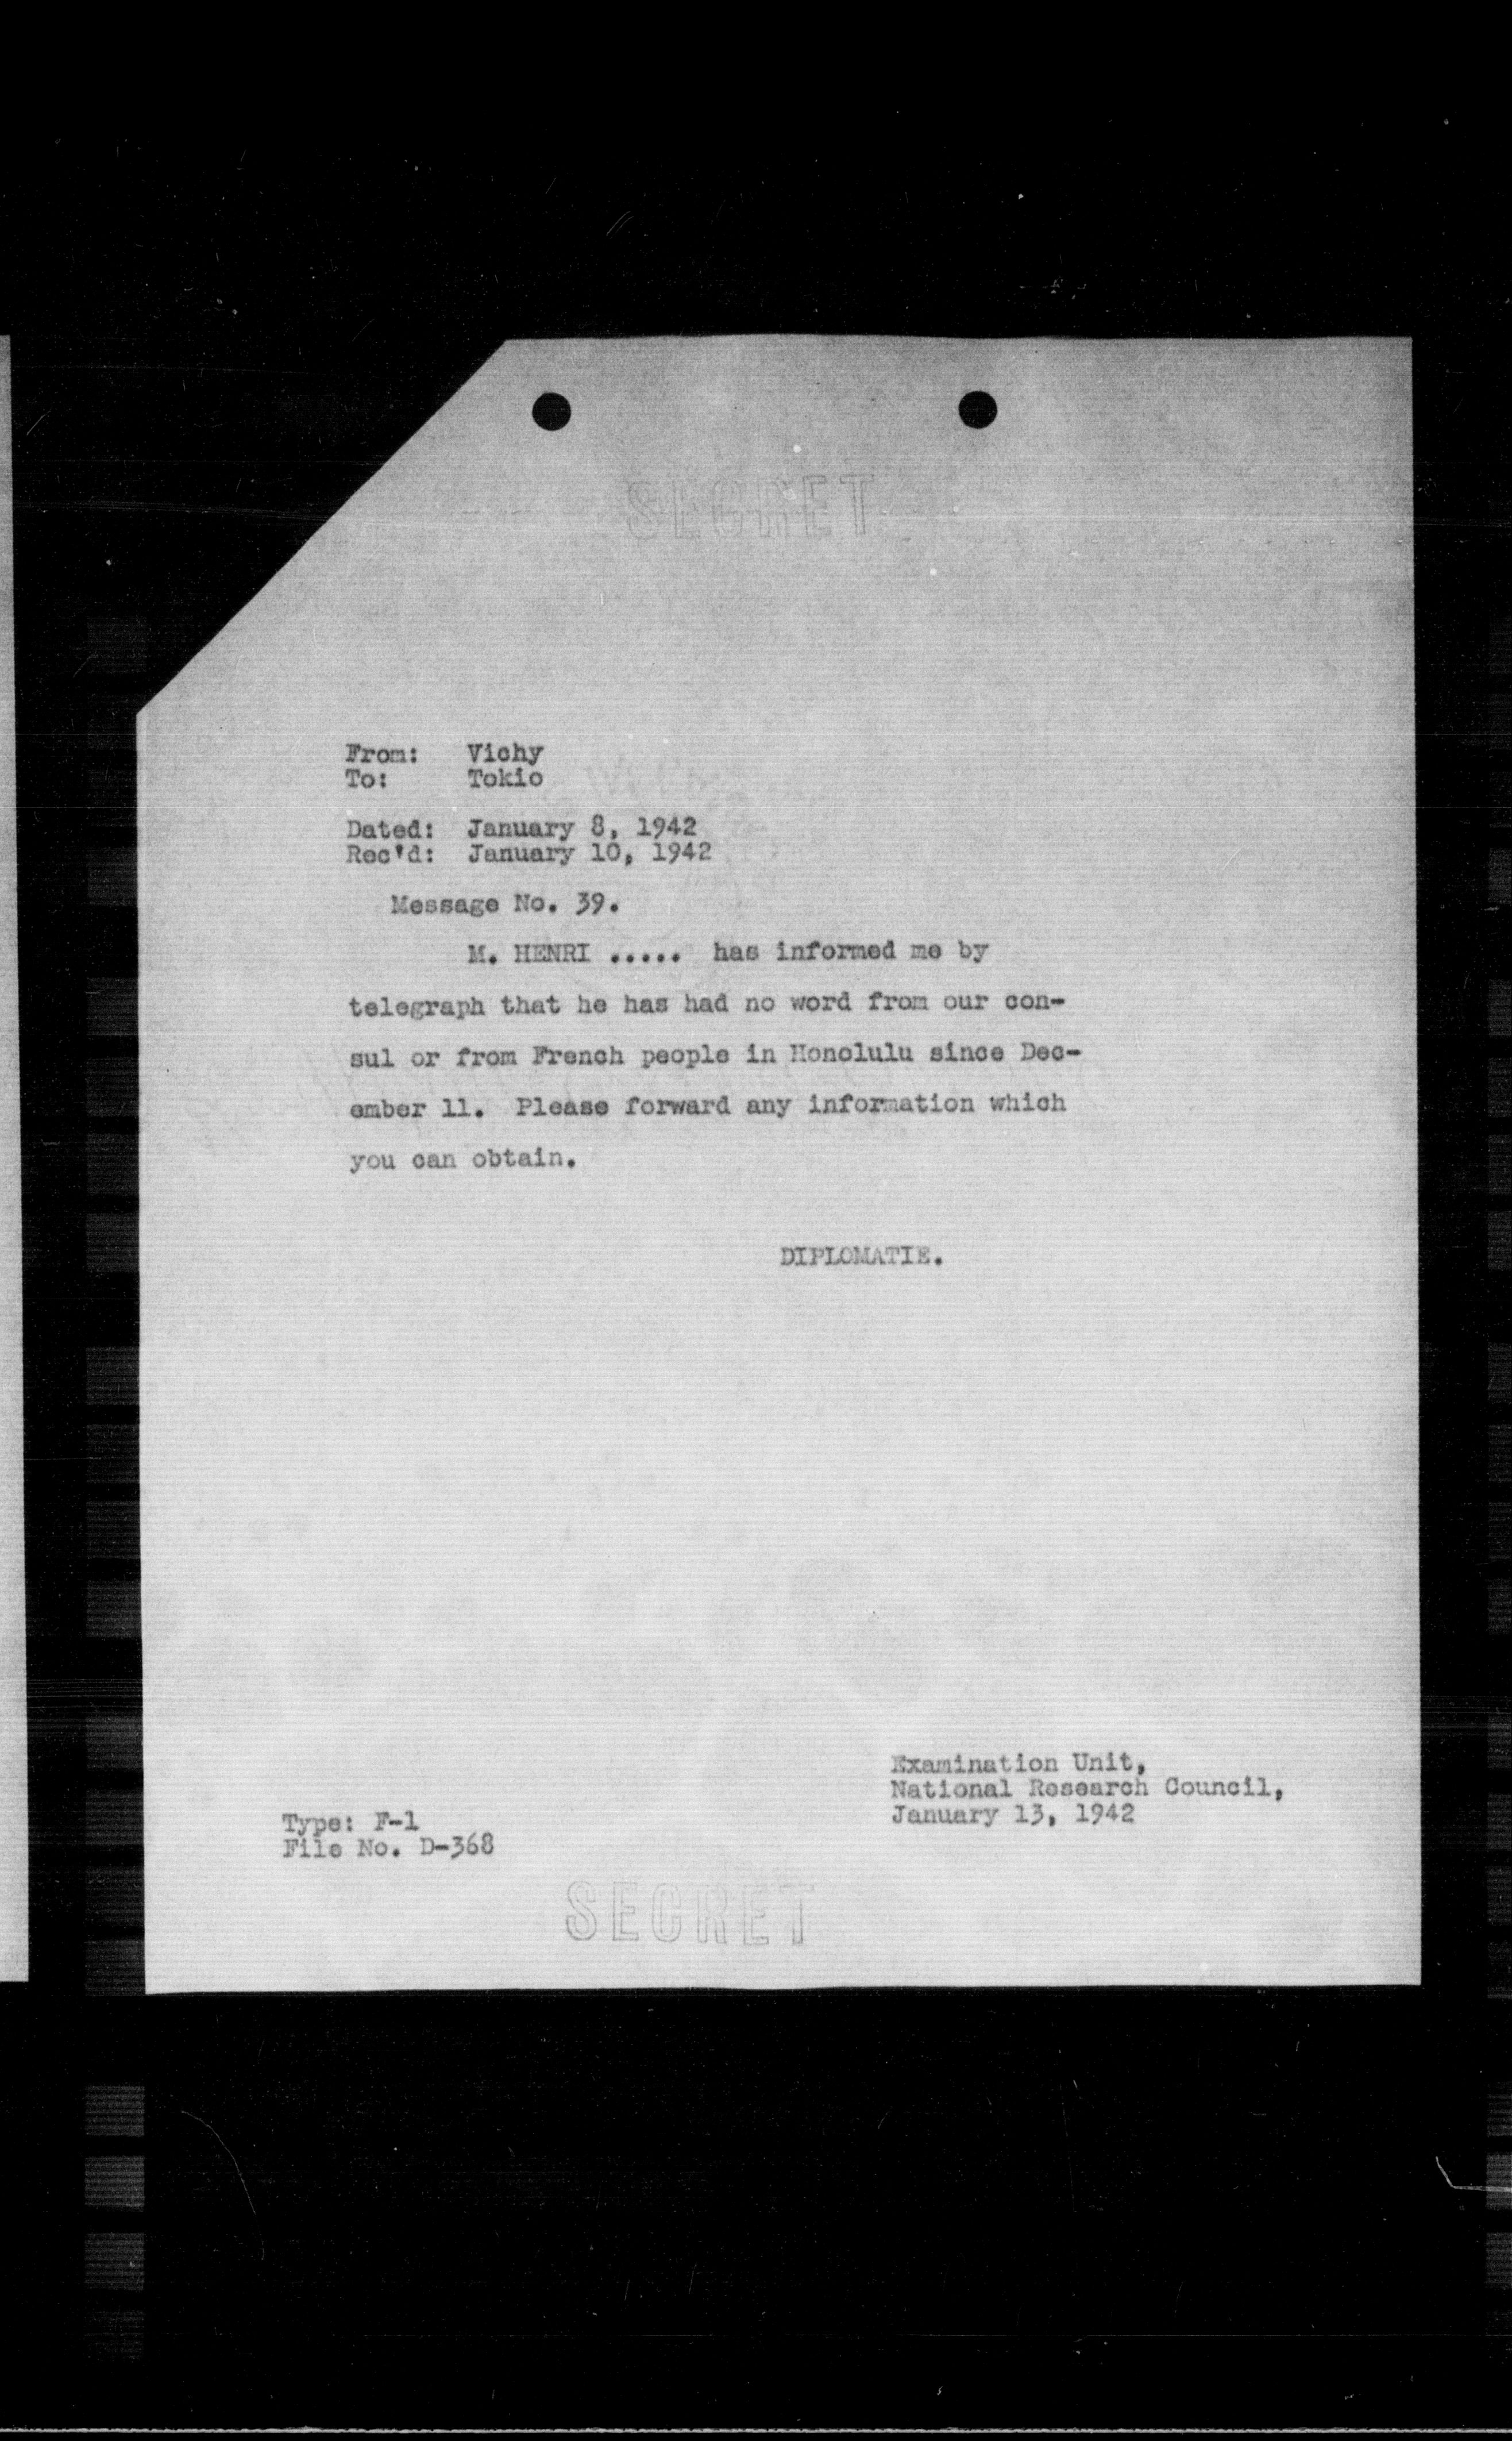 SECRET
From: Vichy
To: Tokio
Dated: January 8, 1942
Rec'd: January 10, 1942
Message No. 39.
M. HENRI ..... has informed me by
telegraph that he has had no word from our con-
sul or from French people in Honolulu since Dec-
ember 11. Please forward any information which
you can obtain.
DIPLOMATIE.
Examination Unit,
National Research Council,
January 13, 1942
Type: F-1
File No. D-368
SECRET